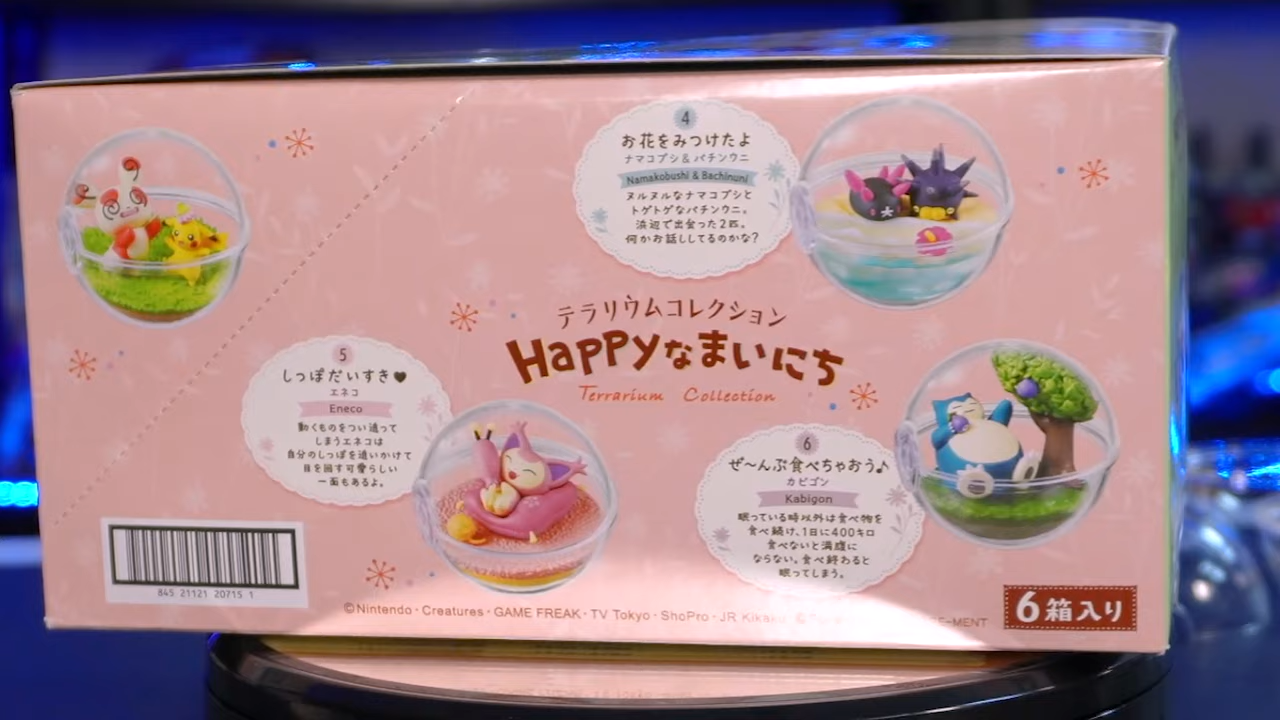 4
お花をみつけたよ
ナマコブシ&バチンウニ
Namakobushi & Bachinuni
ヌルヌルなナマコブシと
トゲトゲなバチンウニ。
浜辺で出会った2匹。
何かお話ししてるのかな?
テラリウムコレクション
Happyなまいにち
Terrarium Collection
5
しっぽだいすき♥
エネコ
Eneco
動くものをつい追って
しまうエネコは
自分のしっぽを追いかけて
目を回す可愛らしい
一面もあるよ。
6
ぜ〜んぶ食べちゃおう♪
カビゴン
Kabigon
眠っている時以外は食べ物を
食べ続け、1日に400キロ
食べないと満腹に
ならない。食べ終わると
眠ってしまう。
845 21121 20715 1
©Nintendo・Creatures・GAME FREAK・TV Tokyo・ShoPro・JR Kikaku
6箱入り